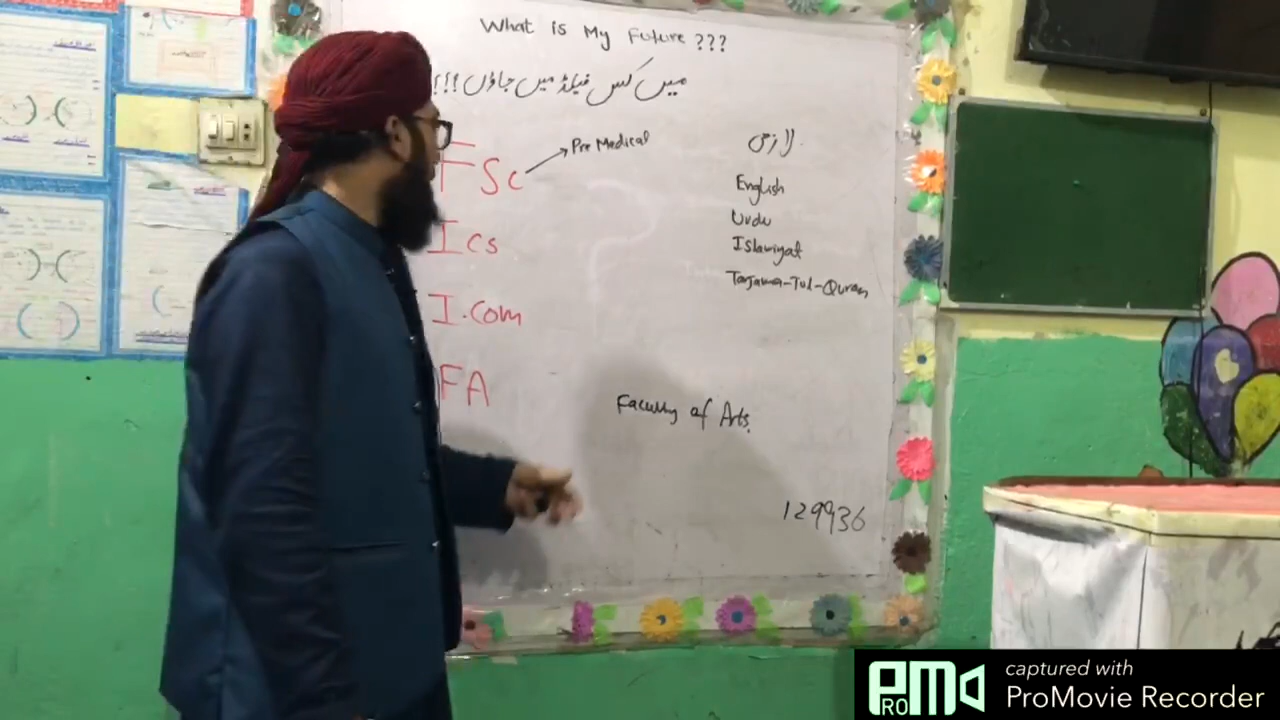 What is My Future ???
میں کس فیلڈ میں جاؤں ؟؟؟
FSc
Pre Medical
Ics
I.com
FA
لازمی
English
Urdu
Islamiyat
Tarjama-Tul-Quran
Faculty of Arts.
129936
captured with
PROM
ProMovie Recorder